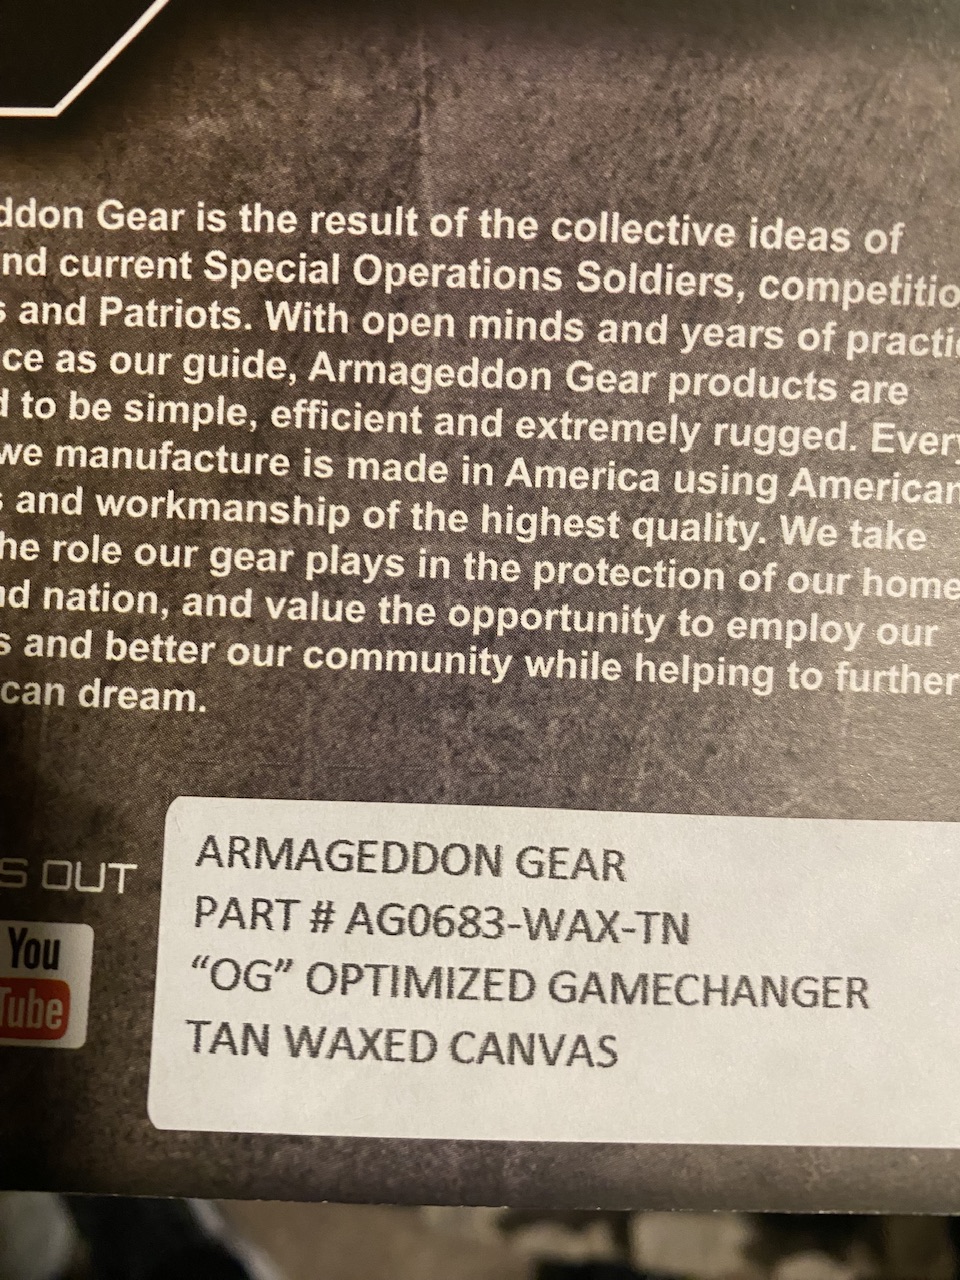 ddon Gear is the result of the collective ideas of
nd current Special Operations Soldiers, competitio
s and Patriots. With open minds and years of practi
ce as our guide, Armageddon Gear products are
d to be simple, efficient and extremely rugged. Every
we manufacture is made in America using American
s and workmanship of the highest quality. We take
he role our gear plays in the protection of our home
nd nation, and value the opportunity to employ our
s and better our community while helping to further
can dream.
S OUT
You
Tube
ARMAGEDDON GEAR
PART # AG0683-WAX-TN
“OG” OPTIMIZED GAMECHANGER
TAN WAXED CANVAS